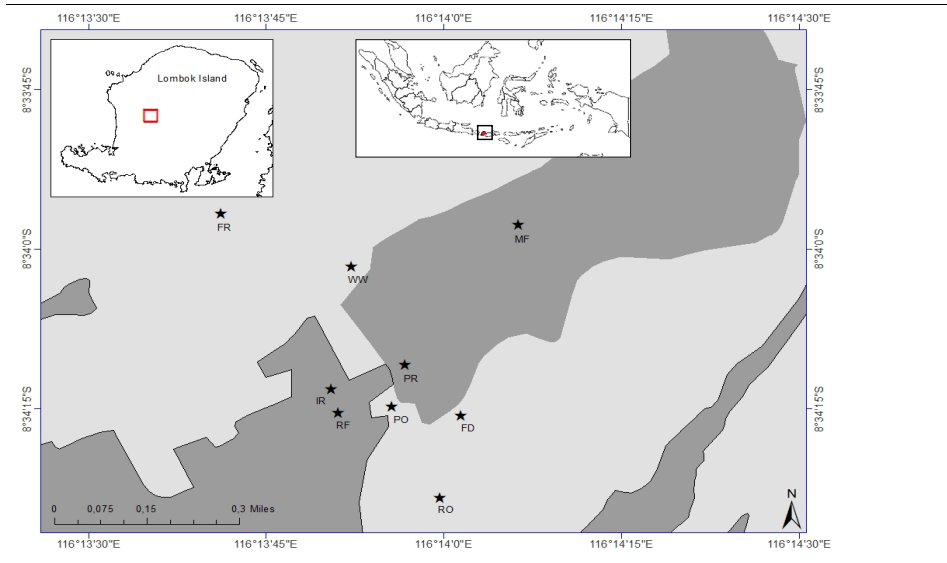 116°13'30"E 116°13'45"E 116°14'0"E 116°14'15"E 116°14'30"E
8°33'45"S 8°33'45"S
Lombok Island
FR
MF
8°34'0"S 8°34'0"S
WW
PR
IR
PO
RF
FD
8°34'15"S 8°34'15"S
RO
N
0 0,075 0,15 0,3 Miles
116°13'30"E 116°13'45"E 116°14'0"E 116°14'15"E 116°14'30"E